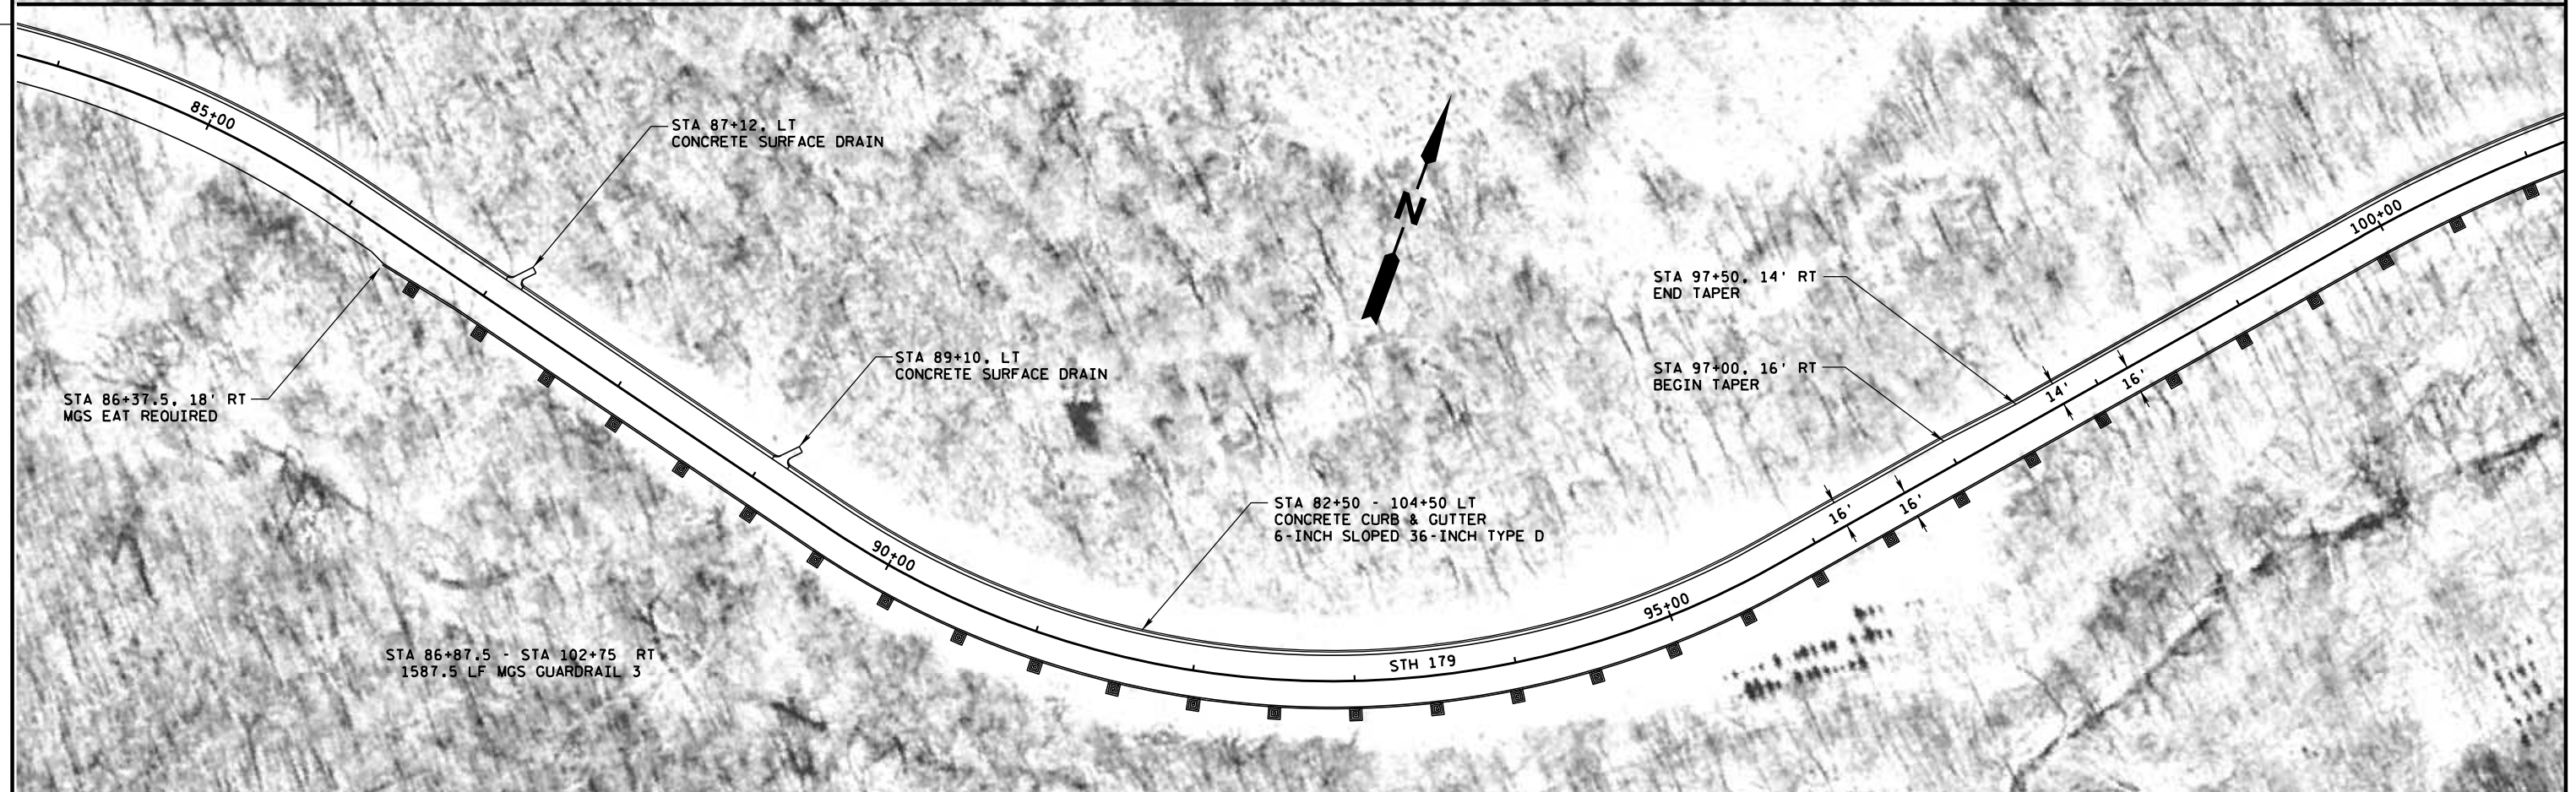 85+00
STA 87+12, LT
CONCRETE SURFACE DRAIN
N
STA 97+50, 14' RT
END TAPER
100+00
STA 89+10, LT
CONCRETE SURFACE DRAIN
STA 97+00, 16' RT
BEGIN TAPER
14'
16'
STA 86+37.5, 18' RT
MGS EAT REQUIRED
STA 82+50 - 104+50 LT
CONCRETE CURB & GUTTER
6-INCH SLOPED 36-INCH TYPE D
16'
16'
90+00
95+00
STH 179
STA 86+87.5 - STA 102+75 RT
1587.5 LF MGS GUARDRAIL 3